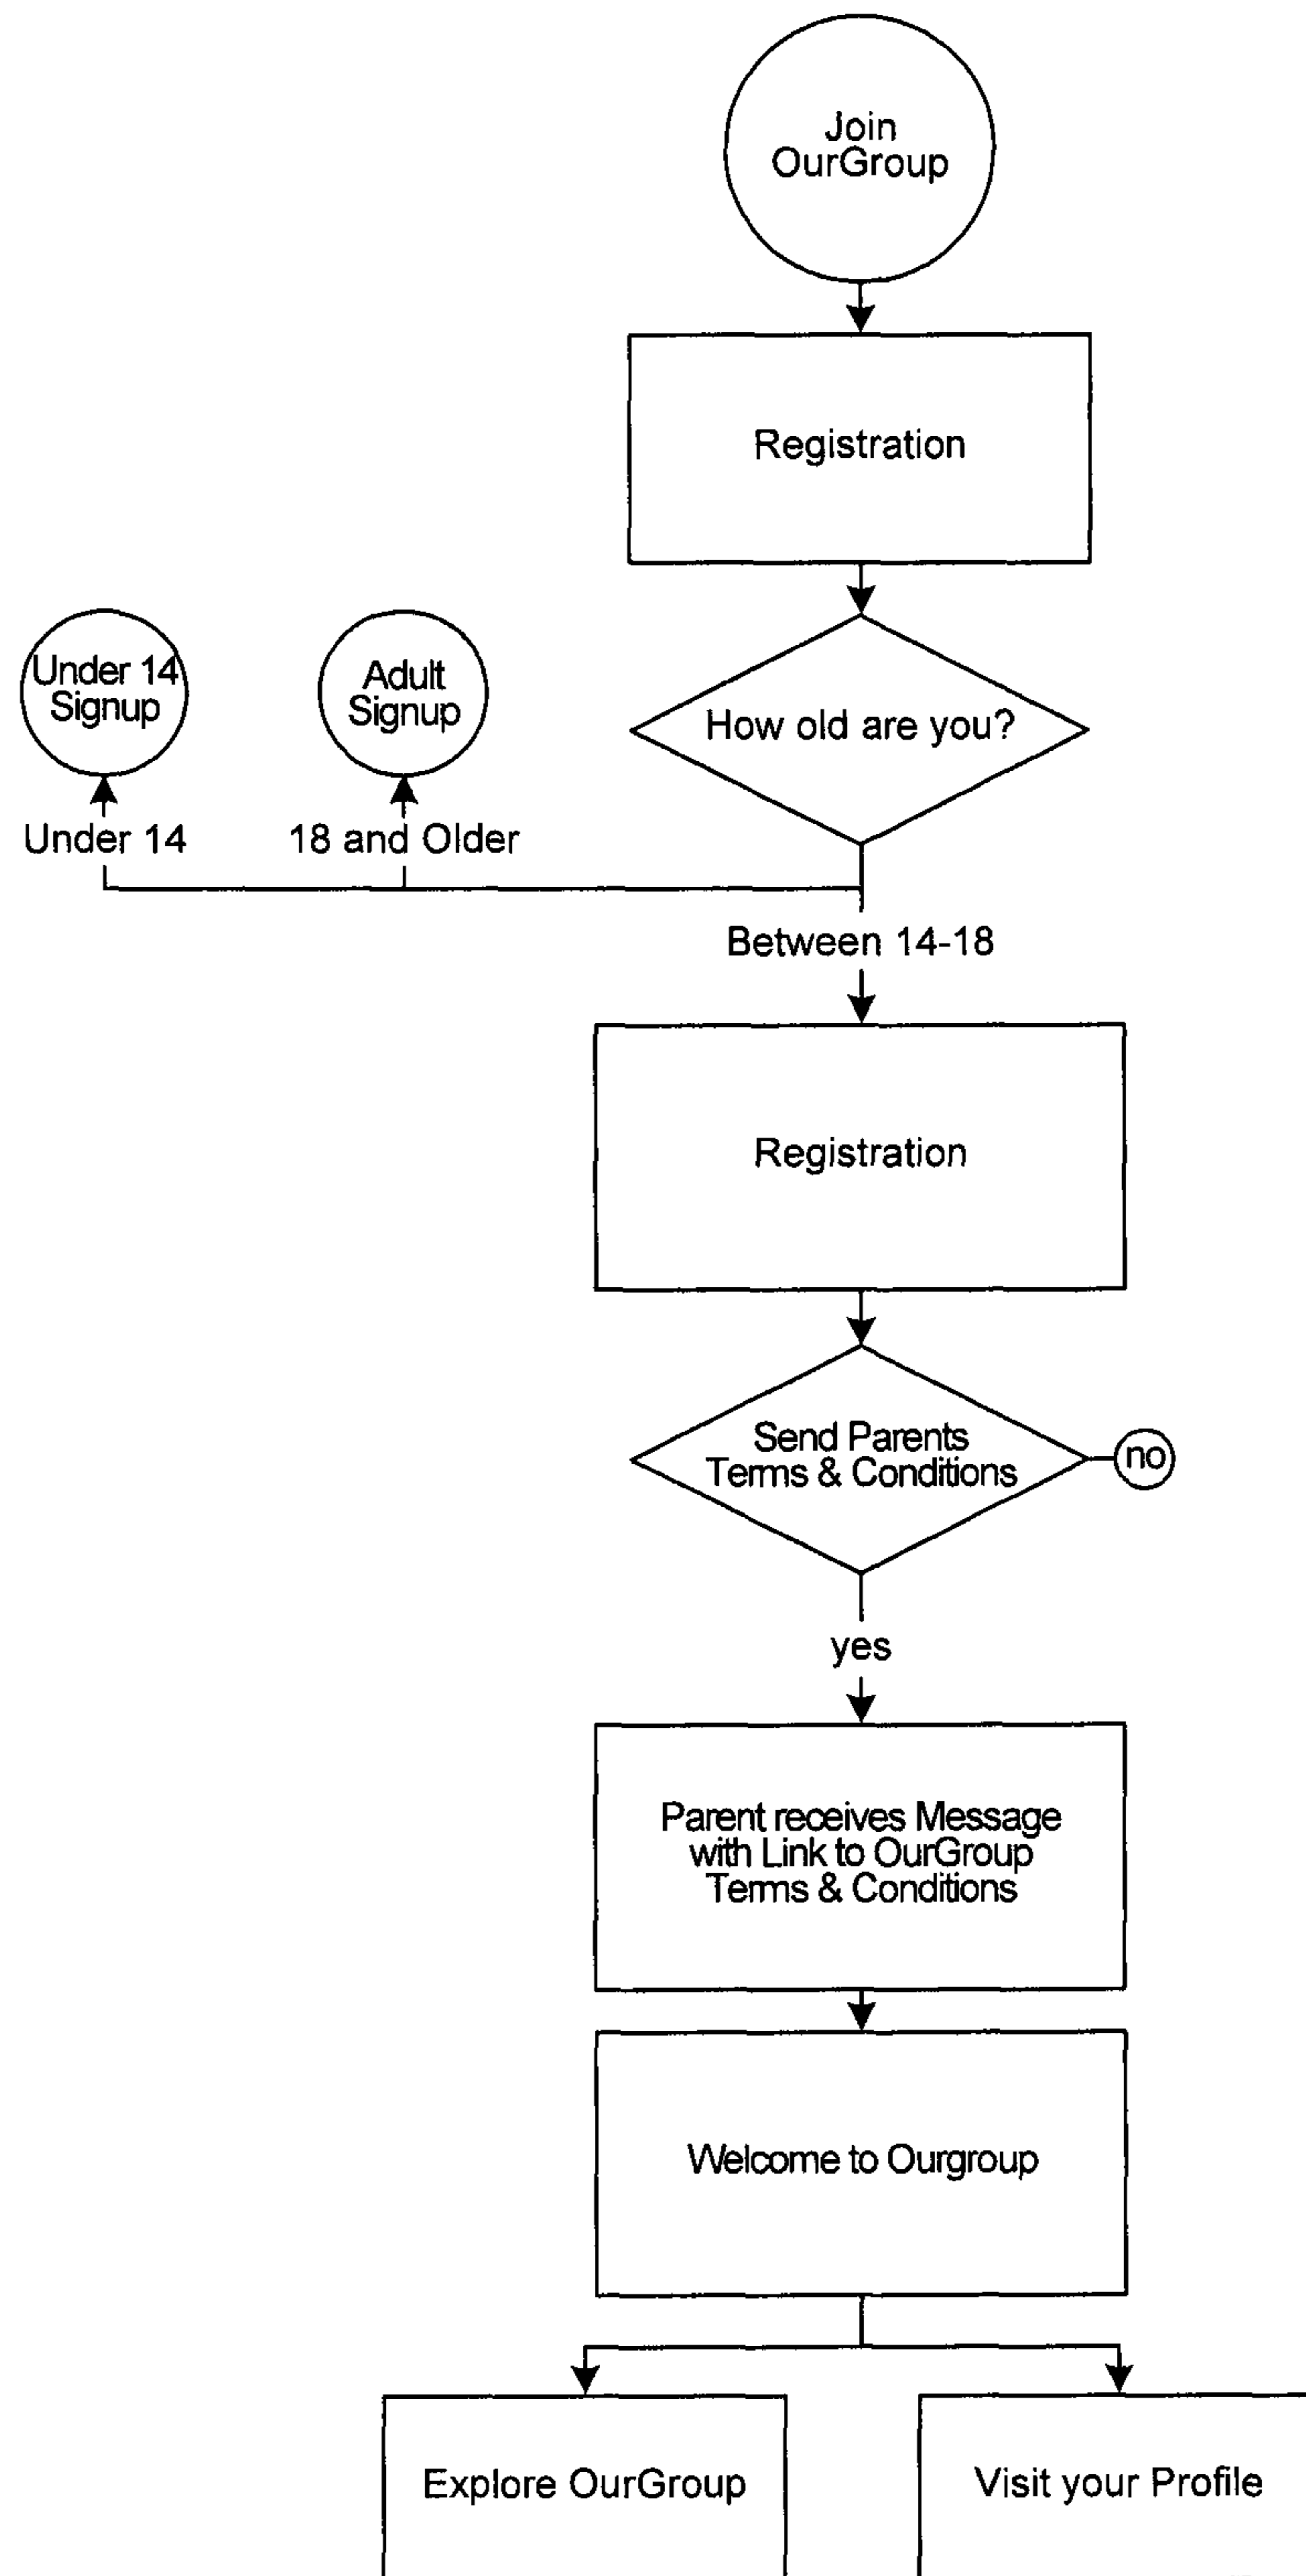 Join
OurGroup
Registration
Under 14
Signup
Adult
Signup
How old are you?
Under 14
18 and Older
Between 14-18
Registration
Send Parents
Terms & Conditions
no
yes
Parent receives Message
with Link to OurGroup
Terms & Conditions
Welcome to Ourgroup
Explore OurGroup
Visit your Profile